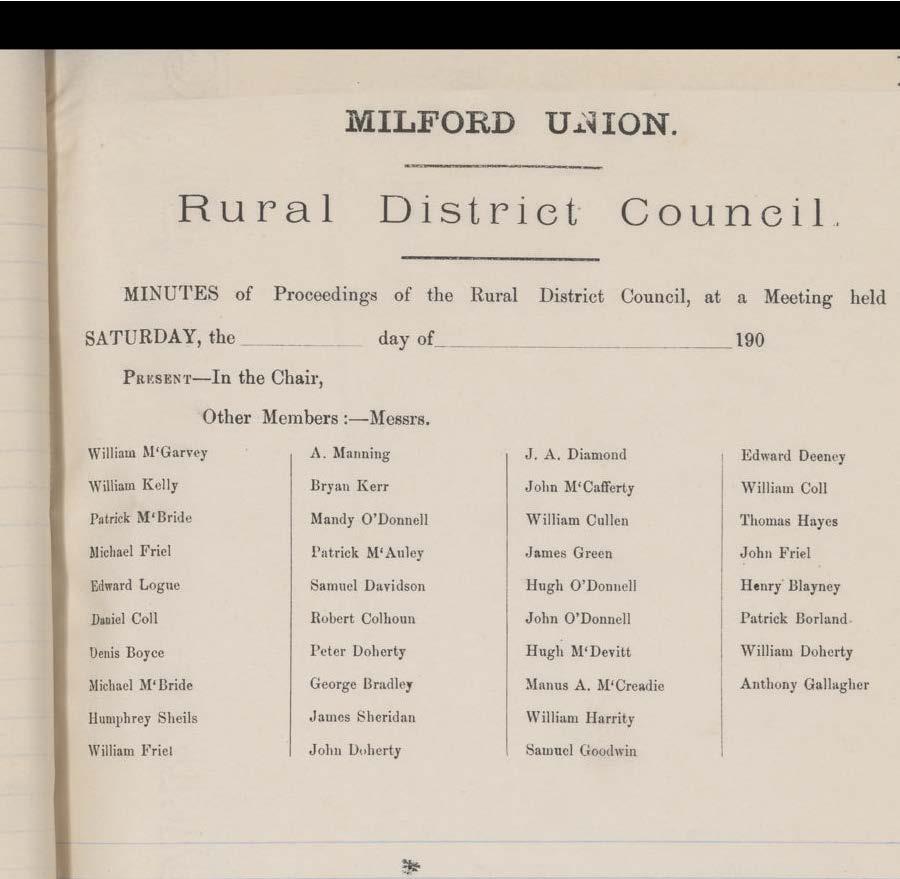 MILFORD UNION.
Rural District Council.
MINUTES of Proceedings of the Rural District Council, at a Meeting held
SATURDAY, the ____ day of ____ 190
PRESENT—In the Chair,
Other Members :—Messrs.
William M‘Garvey
William Kelly
Patrick M‘Bride
Michael Friel
Edward Logue
Daniel Coll
Denis Boyce
Michael M‘Bride
Humphrey Sheils
William Friel
A. Manning
Bryan Kerr
Mandy O’Donnell
Patrick M‘Auley
Samuel Davidson
Robert Colhoun
Peter Doherty
George Bradley
James Sheridan
John Doherty
J. A. Diamond
John M‘Cafferty
William Cullen
James Green
Hugh O’Donnell
John O’Donnell
Hugh M‘Devitt
Manus A. M‘Creadie
William Harrity
Samuel Goodwin
Edward Deeney
William Coll
Thomas Hayes
John Friel
Henry Blayney
Patrick Borland
William Doherty
Anthony Gallagher